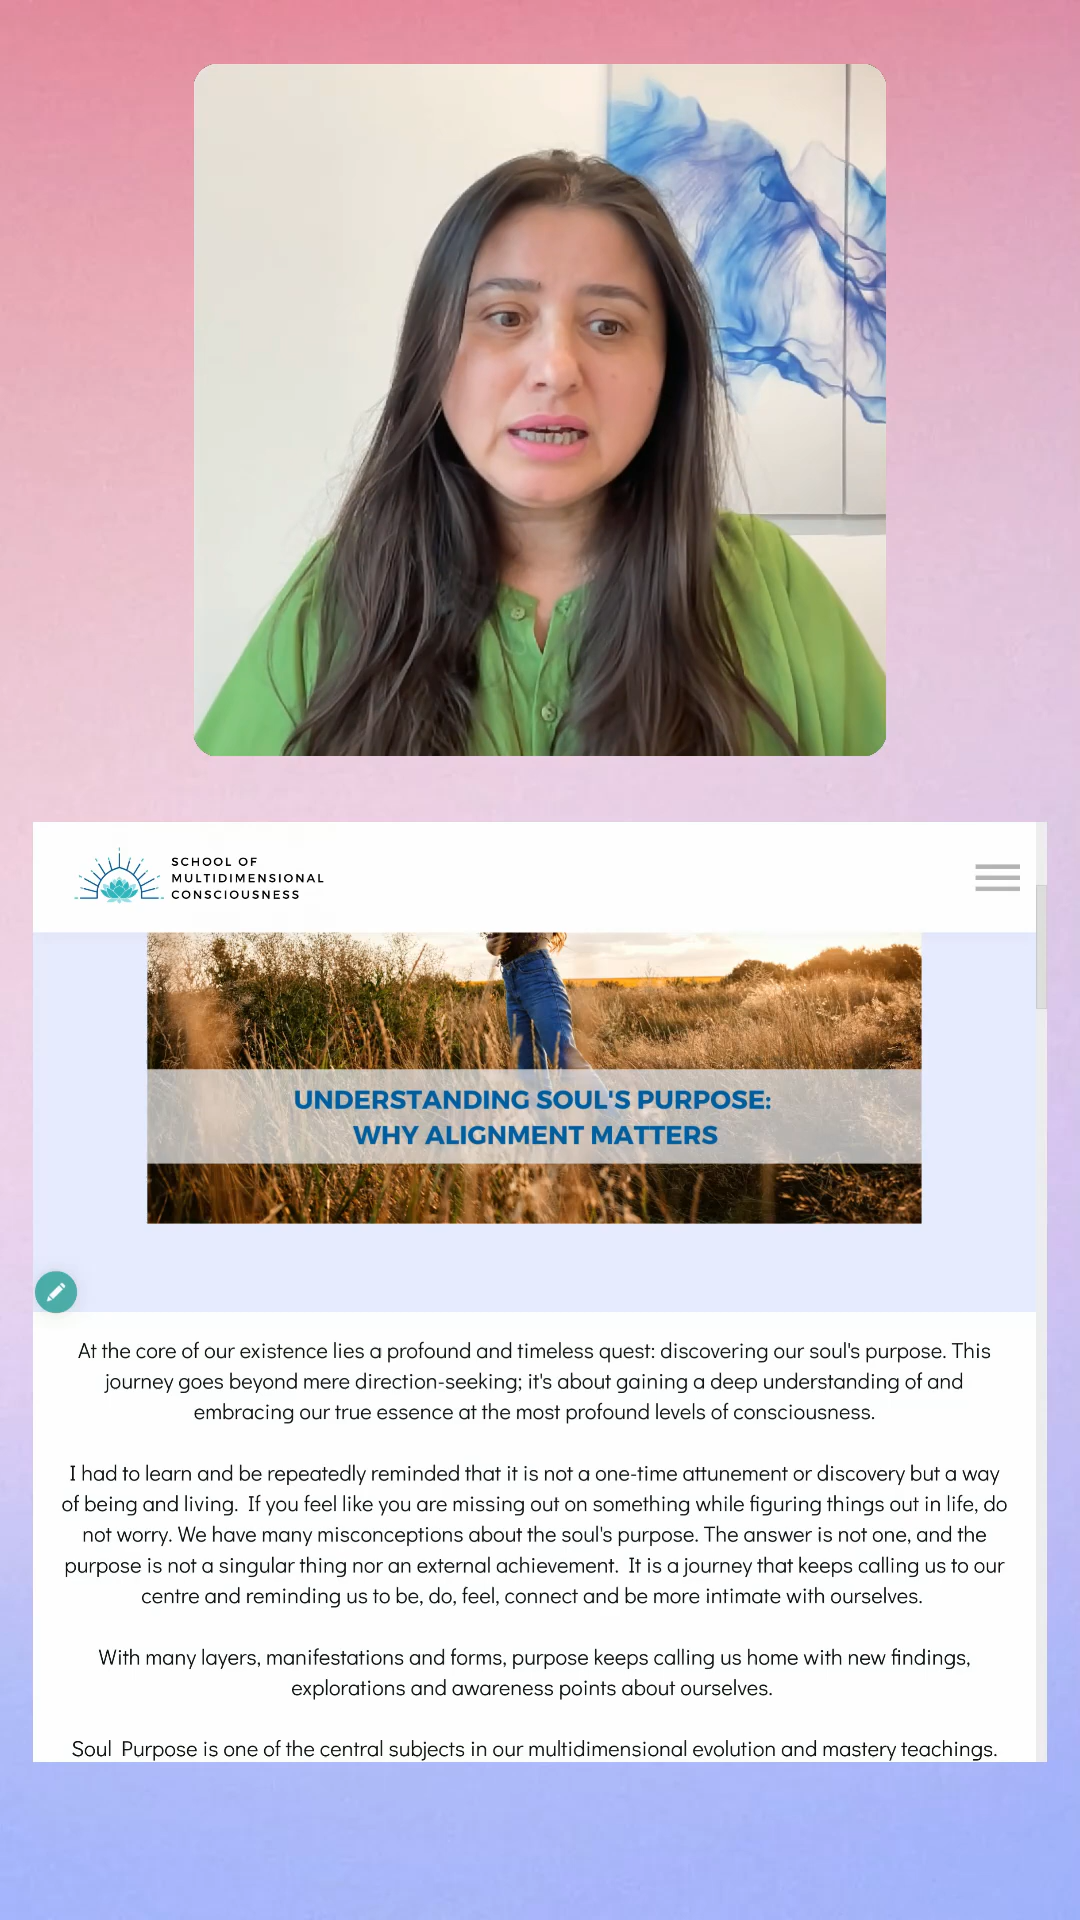 SCHOOL OF
MULTIDIMENSIONAL
CONSCIOUSNESS
UNDERSTANDING SOUL'S PURPOSE:
WHY ALIGNMENT MATTERS
At the core of our existence lies a profound and timeless quest: discovering our soul's purpose. This
journey goes beyond mere direction-seeking; it's about gaining a deep understanding of and
embracing our true essence at the most profound levels of consciousness.
I had to learn and be repeatedly reminded that it is not a one-time attunement or discovery but a way
of being and living. If you feel like you are missing out on something while figuring things out in life, do
not worry. We have many misconceptions about the soul's purpose. The answer is not one, and the
purpose is not a singular thing nor an external achievement. It is a journey that keeps calling us to our
centre and reminding us to be, do, feel, connect and be more intimate with ourselves.
With many layers, manifestations and forms, purpose keeps calling us home with new findings,
explorations and awareness points about ourselves.
Soul Purpose is one of the central subjects in our multidimensional evolution and mastery teachings.